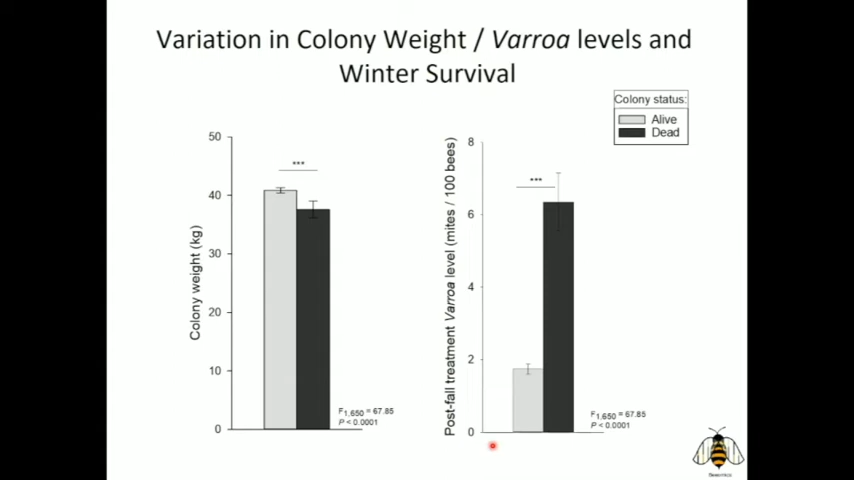 Variation in Colony Weight / Varroa levels and
Winter Survival
Colony status:
Alive
Dead
50
40
30
20
10
0
Colony weight (kg)
***
F1,650 = 67.85
P < 0.0001
8
6
4
2
0
Post-fall treatment Varroa level (mites / 100 bees)
***
F1,650 = 67.85
P < 0.0001